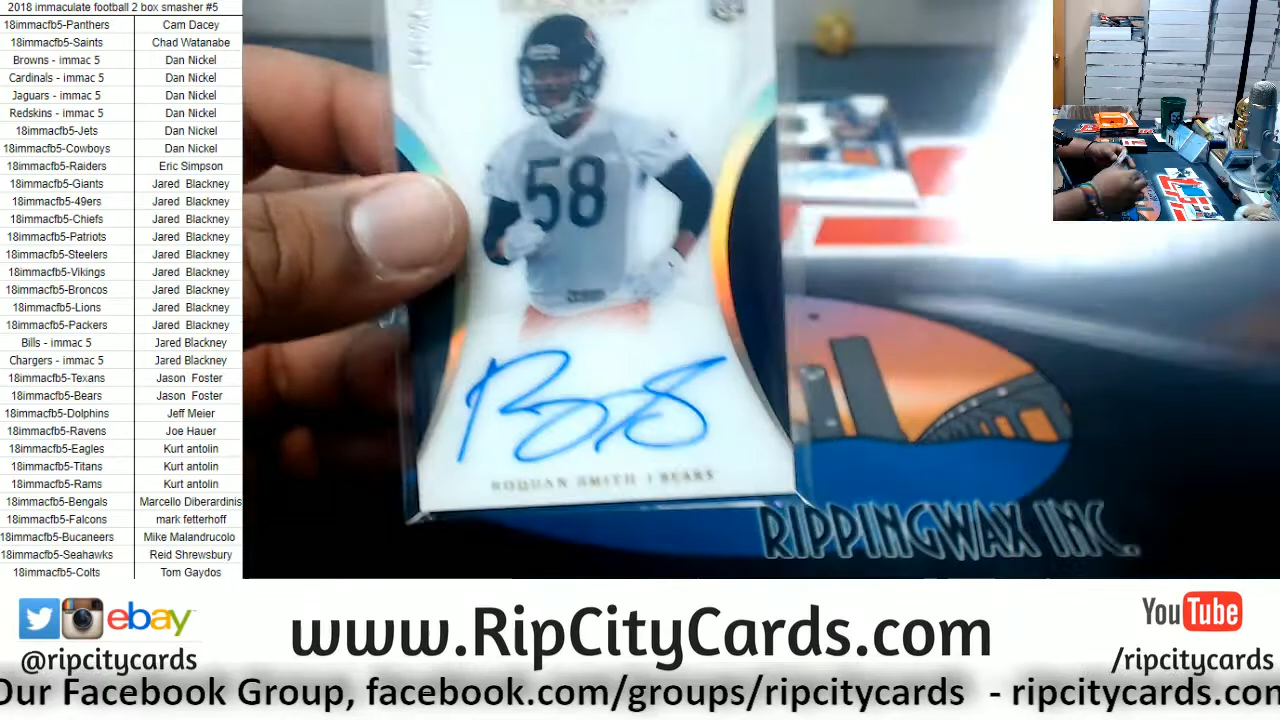 2018 immaculate football 2 box smasher #5
18immacfb5-Panthers Cam Dacey
18immacfb5-Saints Chad Watanabe
Browns - immac 5 Dan Nickel
Cardinals - immac 5 Dan Nickel
Jaguars - immac 5 Dan Nickel
Redskins - immac 5 Dan Nickel
18immacfb5-Jets Dan Nickel
18immacfb5-Cowboys Dan Nickel
18immacfb5-Raiders Eric Simpson
18immacfb5-Giants Jared Blackney
18immacfb5-49ers Jared Blackney
18immacfb5-Chiefs Jared Blackney
18immacfb5-Patriots Jared Blackney
18immacfb5-Steelers Jared Blackney
18immacfb5-Vikings Jared Blackney
18immacfb5-Broncos Jared Blackney
18immacfb5-Lions Jared Blackney
18immacfb5-Packers Jared Blackney
Bills - immac 5 Jared Blackney
Chargers - immac 5 Jared Blackney
18immacfb5-Texans Jason Foster
18immacfb5-Bears Jason Foster
18immacfb5-Dolphins Jeff Meier
18immacfb5-Ravens Joe Hauer
18immacfb5-Eagles Kurt antolin
18immacfb5-Titans Kurt antolin
18immacfb5-Rams Kurt antolin
18immacfb5-Bengals Marcello Diberardinis
18immacfb5-Falcons mark fetterhoff
18immacfb5-Bucaneers Mike Malandrucolo
18immacfb5-Seahawks Reid Shrewsbury
18immacfb5-Colts Tom Gaydos
58
ROQUAN SMITH | BEARS
RIPPINGWAX INC.
ebay
@ripcitycards
www.RipCityCards.com
YouTube
/ripcitycards
Our Facebook Group, facebook.com/groups/ripcitycards - ripcitycards.com